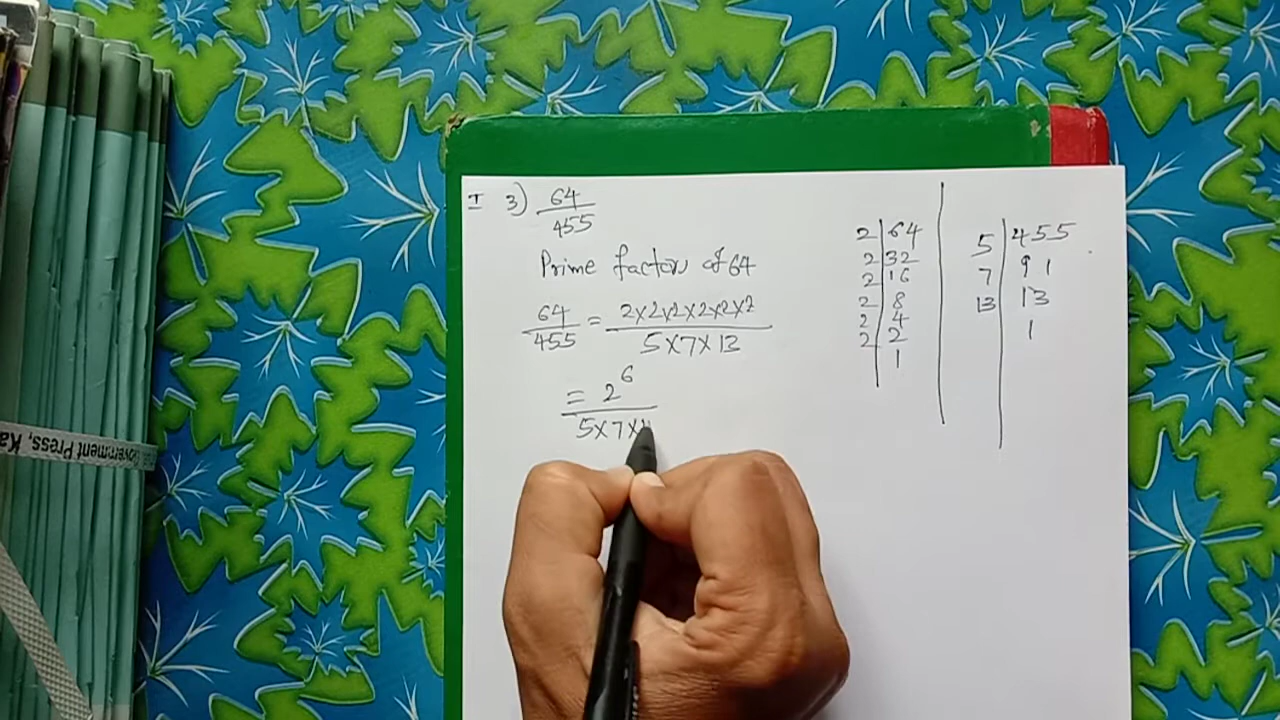 I 3) 64/455
Prime factors of 64
64/455 = 2x2x2x2x2x2/5x7x13
= 2^6/5x7x
2|64
2|32
2|16
2|8
2|4
2|2
1
5|455
7|91
13|13
1
Government Press, Ka